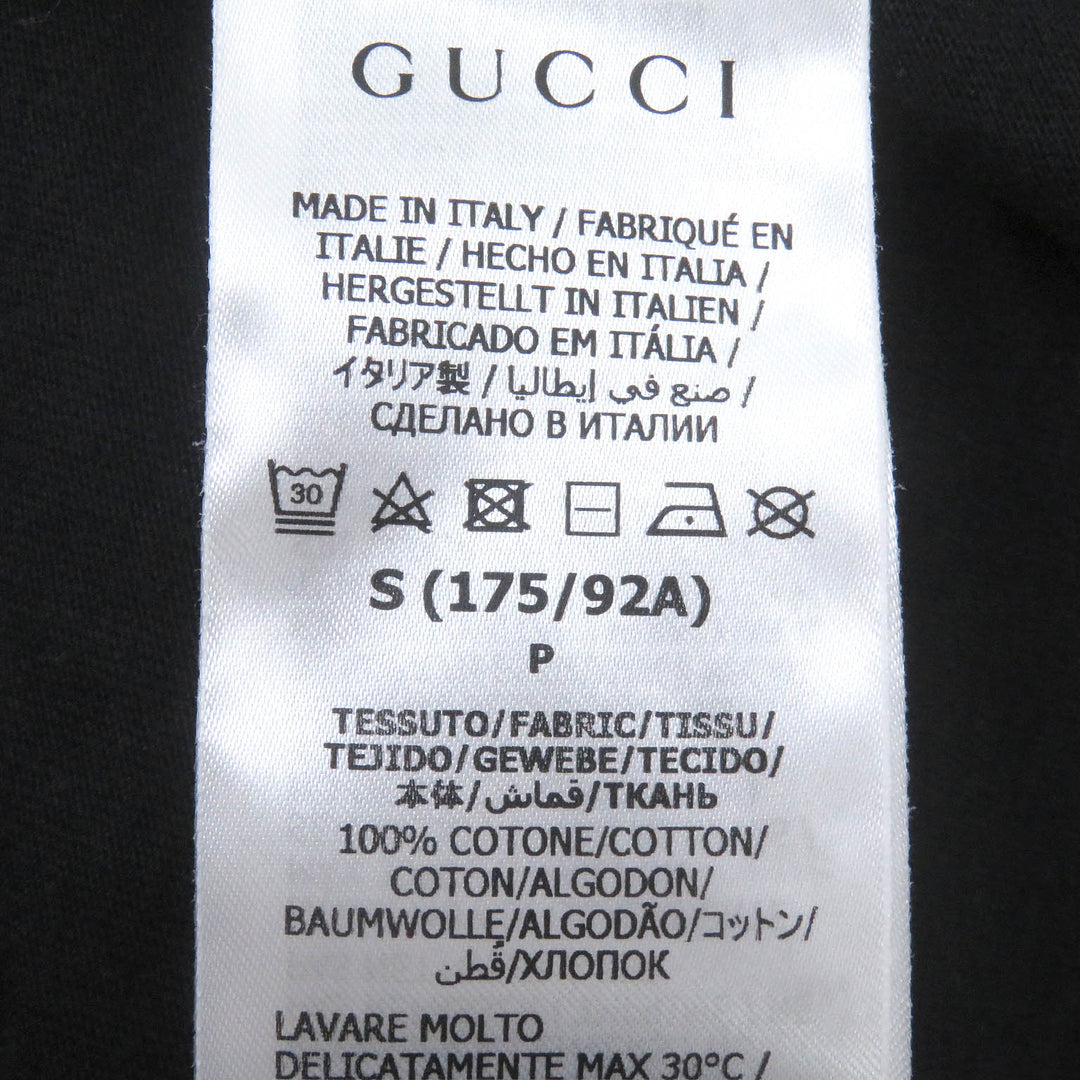 GUCCI
MADE IN ITALY / FABRIQUÉ EN
ITALIE / HECHO EN ITALIA /
HERGESTELLT IN ITALIEN /
FABRICADO EM ITÁLIA /
イタリア製 / صنع في إيطاليا /
СДЕЛАНО В ИТАЛИИ
30
S (175/92A)
P
TESSUTO/FABRIC/TISSU/
TEJIDO/GEWEBE/TECIDO/
本体/قماش/ТКАНЬ
100% COTONE/COTTON/
COTON/ALGODON/
BAUMWOLLE/ALGODÃO/コットン/
قُطن/ХЛОПОК
LAVARE MOLTO
DELICATAMENTE MAX 30°C /